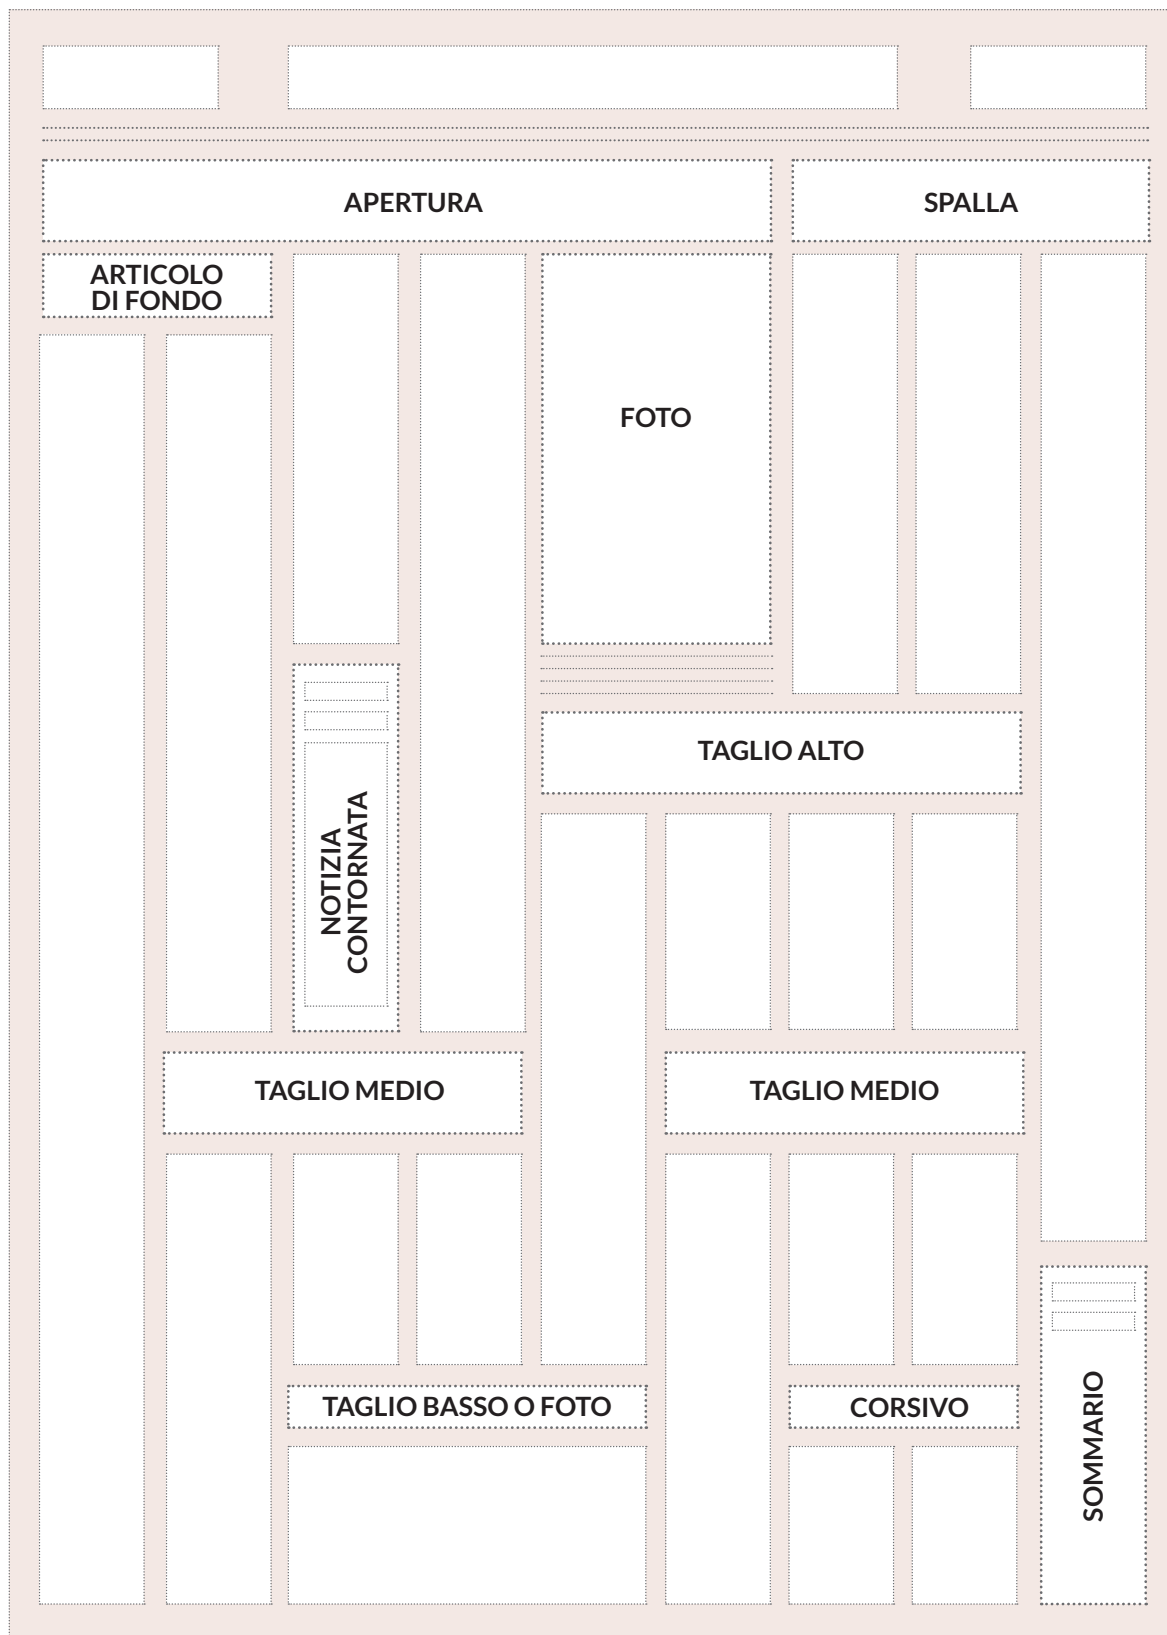 APERTURA
SPALLA
ARTICOLO
DI FONDO
FOTO
TAGLIO ALTO
NOTIZIA
CONTORNATA
TAGLIO MEDIO
TAGLIO MEDIO
TAGLIO BASSO O FOTO
CORSIVO
SOMMARIO